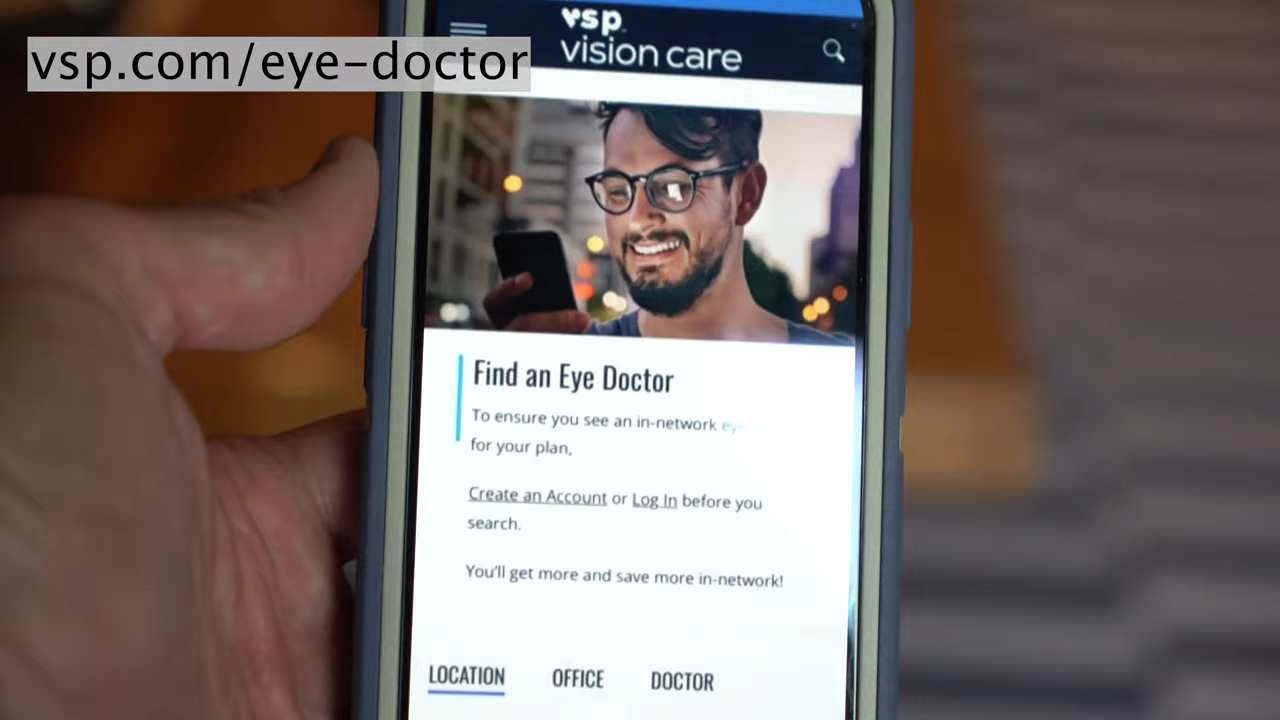 vsp.com/eye-doctor
vsp
vision care
Find an Eye Doctor
To ensure you see an in-network
for your plan,
Create an Account or Log In before you
search.
You'll get more and save more in-network!
LOCATION OFFICE DOCTOR